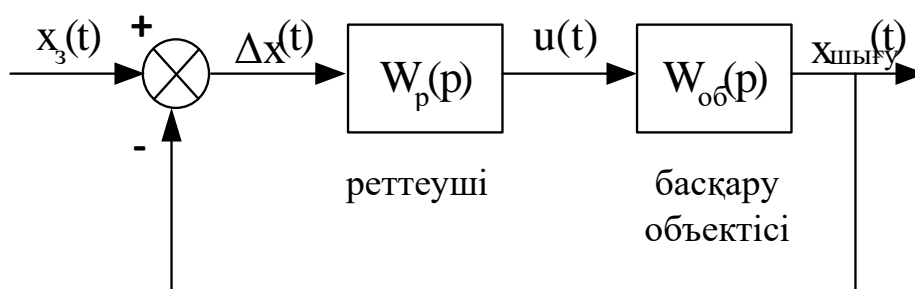 x_з(t) + Δx(t) W_р(p) u(t) W_об(p) x_шығу(t)
-
реттеуші
басқару
объектісі